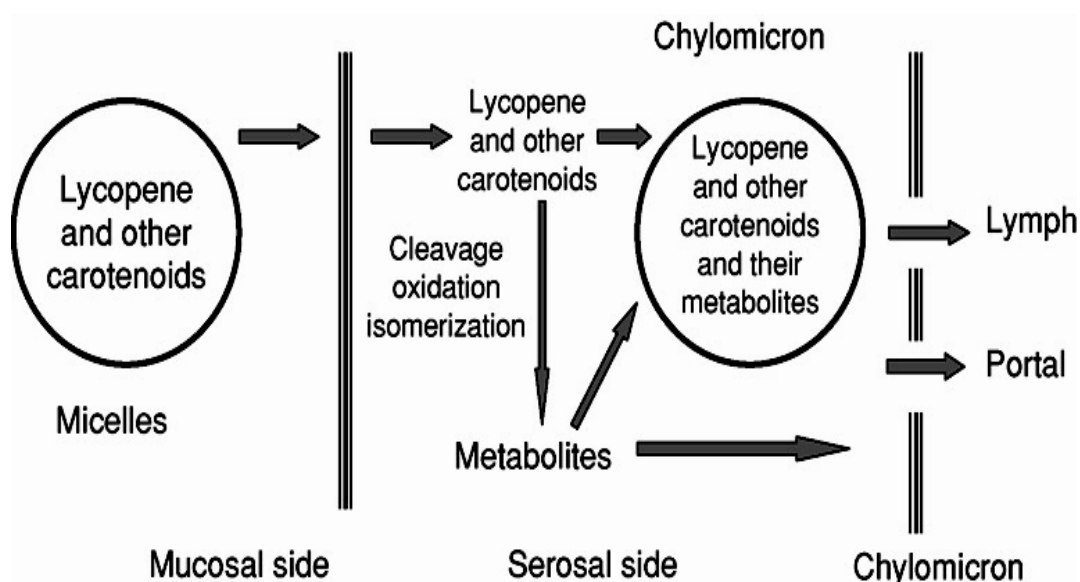 Chylomicron
Lycopene
and other
carotenoids
Lycopene
and other
carotenoids
Lycopene
and other
carotenoids
and their
metabolites
Cleavage
oxidation
isomerization
Lymph
Portal
Micelles
Metabolites
Mucosal side
Serosal side
Chylomicron